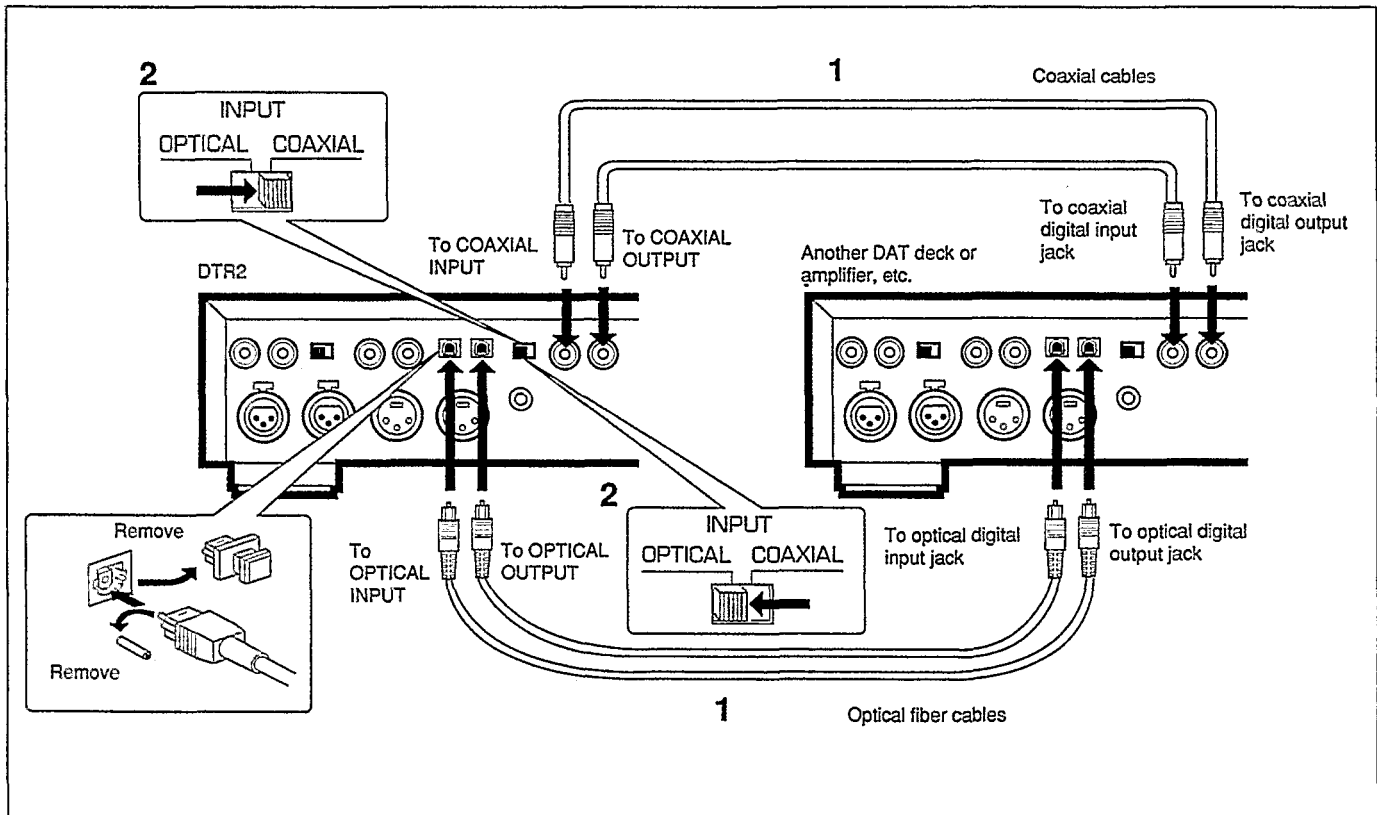 2
INPUT
OPTICAL COAXIAL
1
Coaxial cables
DTR2
To COAXIAL
INPUT
To COAXIAL
OUTPUT
Another DAT deck or
amplifier, etc.
To coaxial
digital input
jack
To coaxial
digital output
jack
Remove
Remove
To
OPTICAL
INPUT
To OPTICAL
OUTPUT
2
INPUT
OPTICAL COAXIAL
To optical digital
input jack
To optical digital
output jack
1
Optical fiber cables